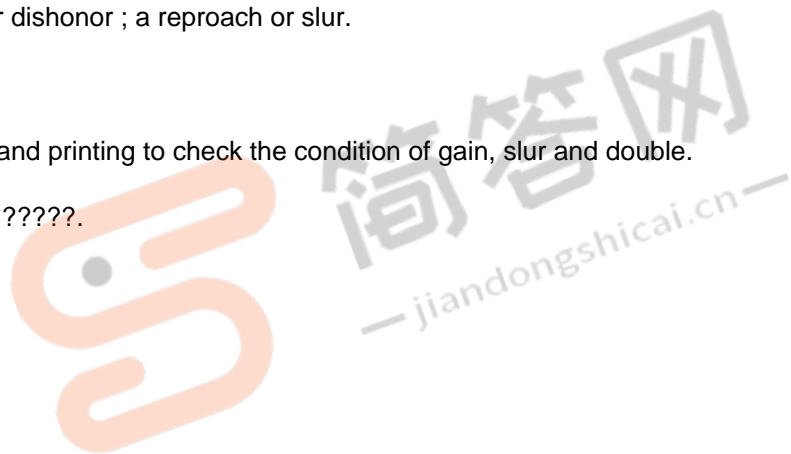 r dishonor ; a reproach or slur.
and printing to check the condition of gain, slur and double.
?????.
简答网
jiandongshicai.cn